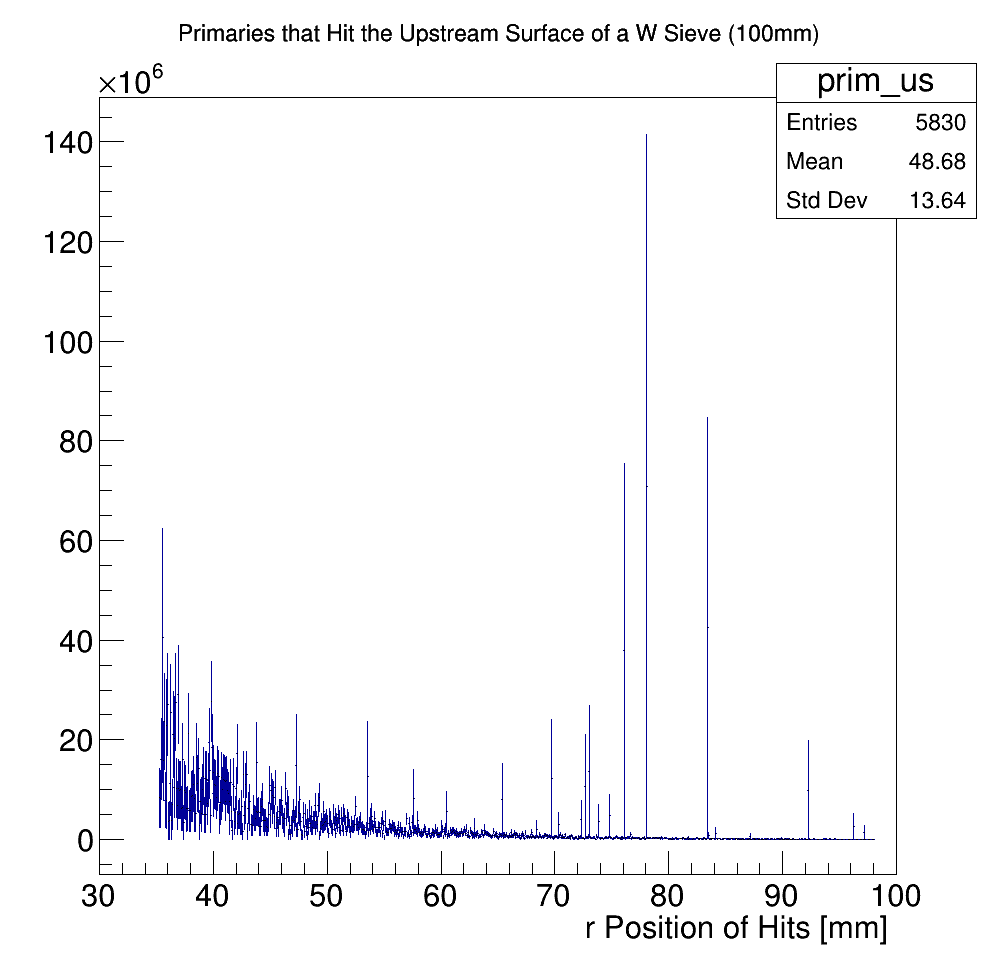 Primaries that Hit the Upstream Surface of a W Sieve (100mm)
×10⁶
prim_us
Entries 5830
Mean 48.68
Std Dev 13.64
140
120
100
80
60
40
20
0
30 40 50 60 70 80 90 100
r Position of Hits [mm]